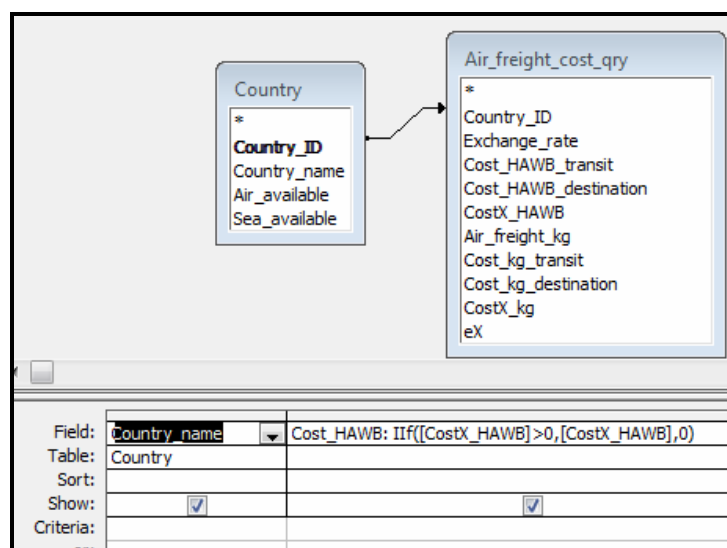 Country
*
Country_ID
Country_name
Air_available
Sea_available
Air_freight_cost_qry
*
Country_ID
Exchange_rate
Cost_HAWB_transit
Cost_HAWB_destination
CostX_HAWB
Air_freight_kg
Cost_kg_transit
Cost_kg_destination
CostX_kg
eX
Field: Country_name Cost_HAWB: IIf([CostX_HAWB]>0,[CostX_HAWB],0)
Table: Country
Sort:
Show:
Criteria: